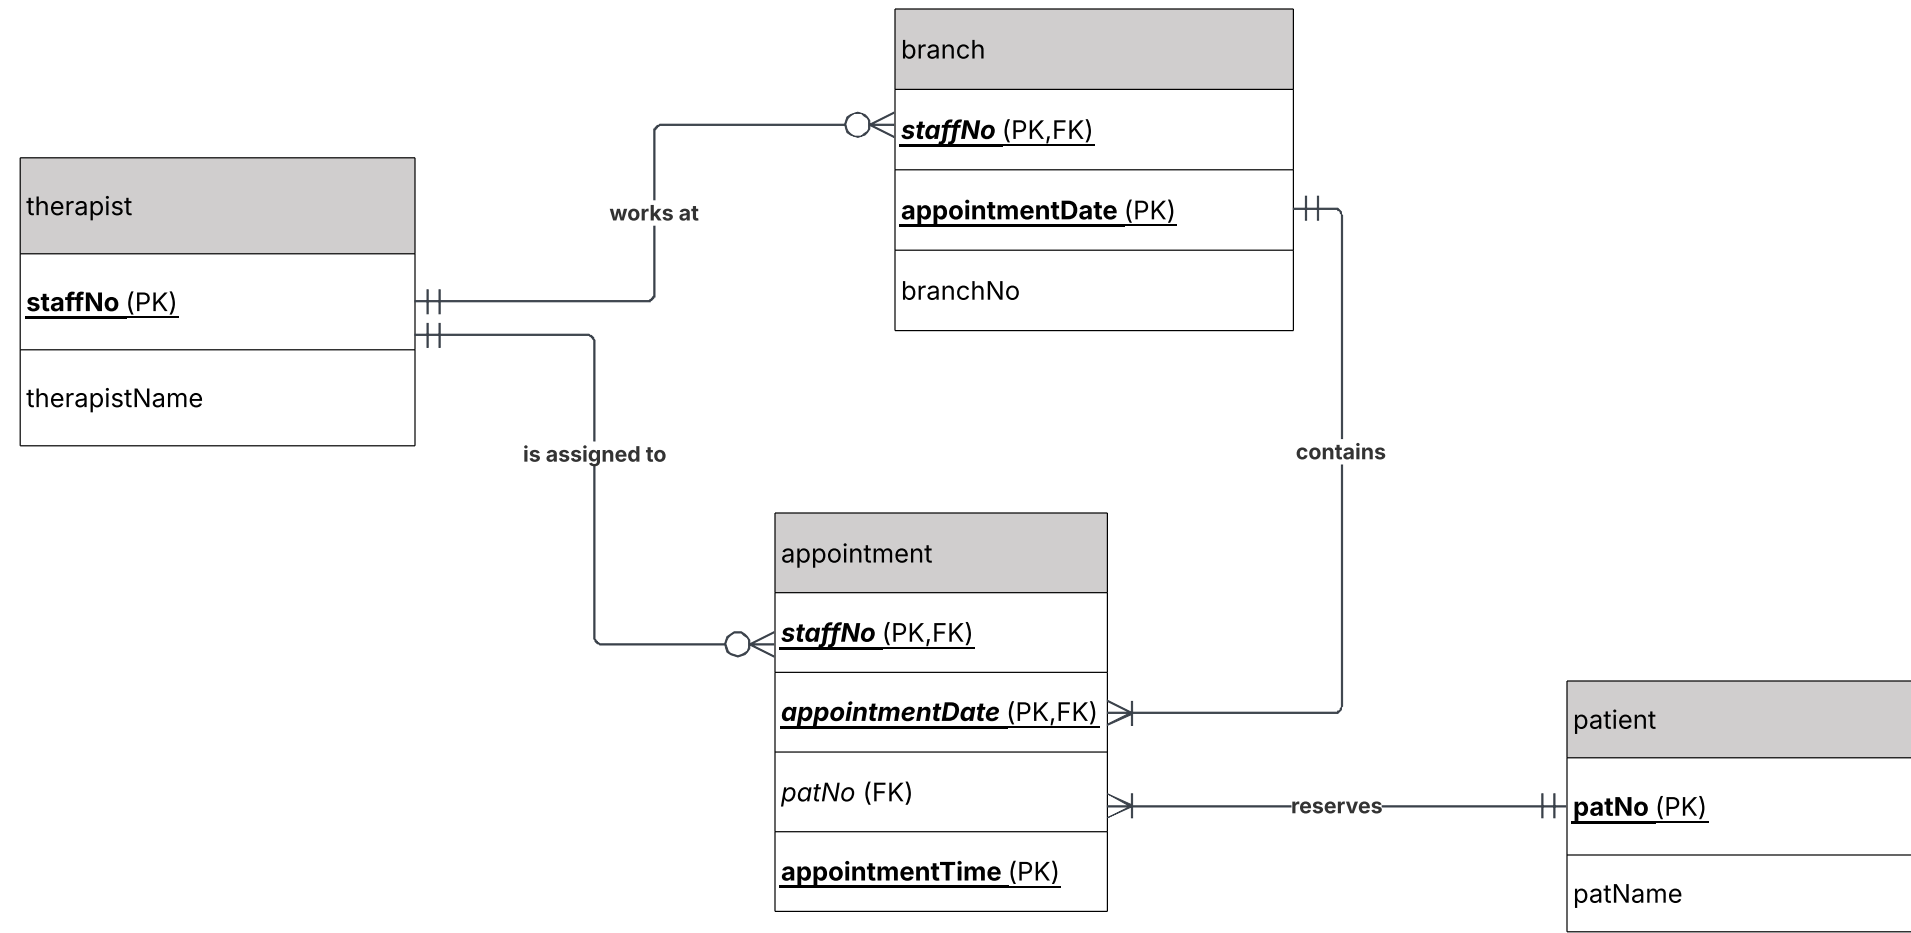 branch
staffNo (PK,FK)
appointmentDate (PK)
branchNo
therapist
staffNo (PK)
therapistName
works at
is assigned to
contains
appointment
staffNo (PK,FK)
appointmentDate (PK,FK)
patNo (FK)
appointmentTime (PK)
reserves
patient
patNo (PK)
patName